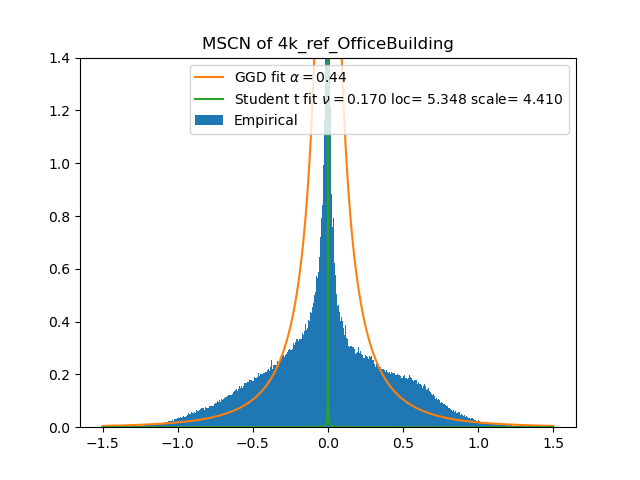 MSCN of 4k_ref_OfficeBuilding
GGD fit α = 0.44
Student t fit ν = 0.170 loc= 5.348 scale= 4.410
Empirical
1.4
1.2
1.0
0.8
0.6
0.4
0.2
0.0
−1.5 −1.0 −0.5 0.0 0.5 1.0 1.5